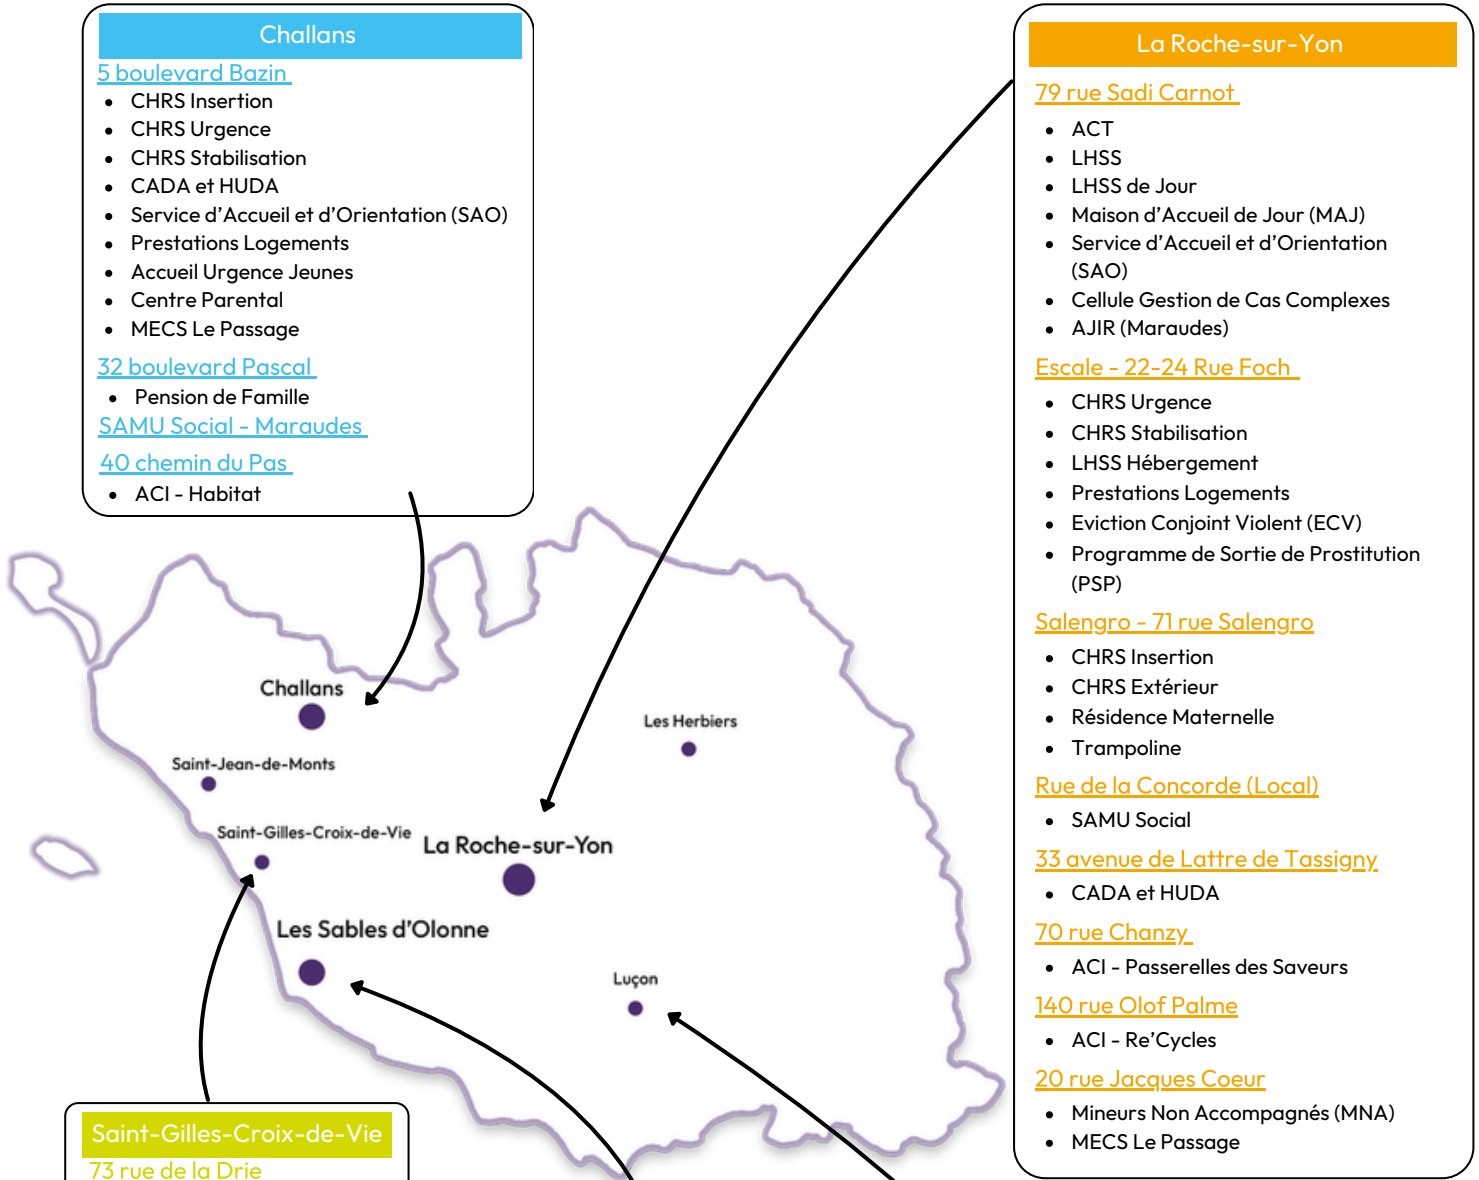 Challans
5 boulevard Bazin
• CHRS Insertion
• CHRS Urgence
• CHRS Stabilisation
• CADA et HUDA
• Service d’Accueil et d’Orientation (SAO)
• Prestations Logements
• Accueil Urgence Jeunes
• Centre Parental
• MECS Le Passage
32 boulevard Pascal
• Pension de Famille
SAMU Social - Maraudes
40 chemin du Pas
• ACI - Habitat
La Roche-sur-Yon
79 rue Sadi Carnot
• ACT
• LHSS
• LHSS de Jour
• Maison d’Accueil de Jour (MAJ)
• Service d’Accueil et d’Orientation
(SAO)
• Cellule Gestion de Cas Complexes
• AJIR (Maraudes)
Escale - 22-24 Rue Foch
• CHRS Urgence
• CHRS Stabilisation
• LHSS Hébergement
• Prestations Logements
• Eviction Conjoint Violent (ECV)
• Programme de Sortie de Prostitution
(PSP)
Salengro - 71 rue Salengro
• CHRS Insertion
• CHRS Extérieur
• Résidence Maternelle
• Trampoline
Rue de la Concorde (Local)
• SAMU Social
33 avenue de Lattre de Tassigny
• CADA et HUDA
70 rue Chanzy
• ACI - Passerelles des Saveurs
140 rue Olof Palme
• ACI - Re’Cycles
20 rue Jacques Coeur
• Mineurs Non Accompagnés (MNA)
• MECS Le Passage
Challans
Les Herbiers
Saint-Jean-de-Monts
Saint-Gilles-Croix-de-Vie
La Roche-sur-Yon
Les Sables d’Olonne
Luçon
Saint-Gilles-Croix-de-Vie
73 rue de la Drie